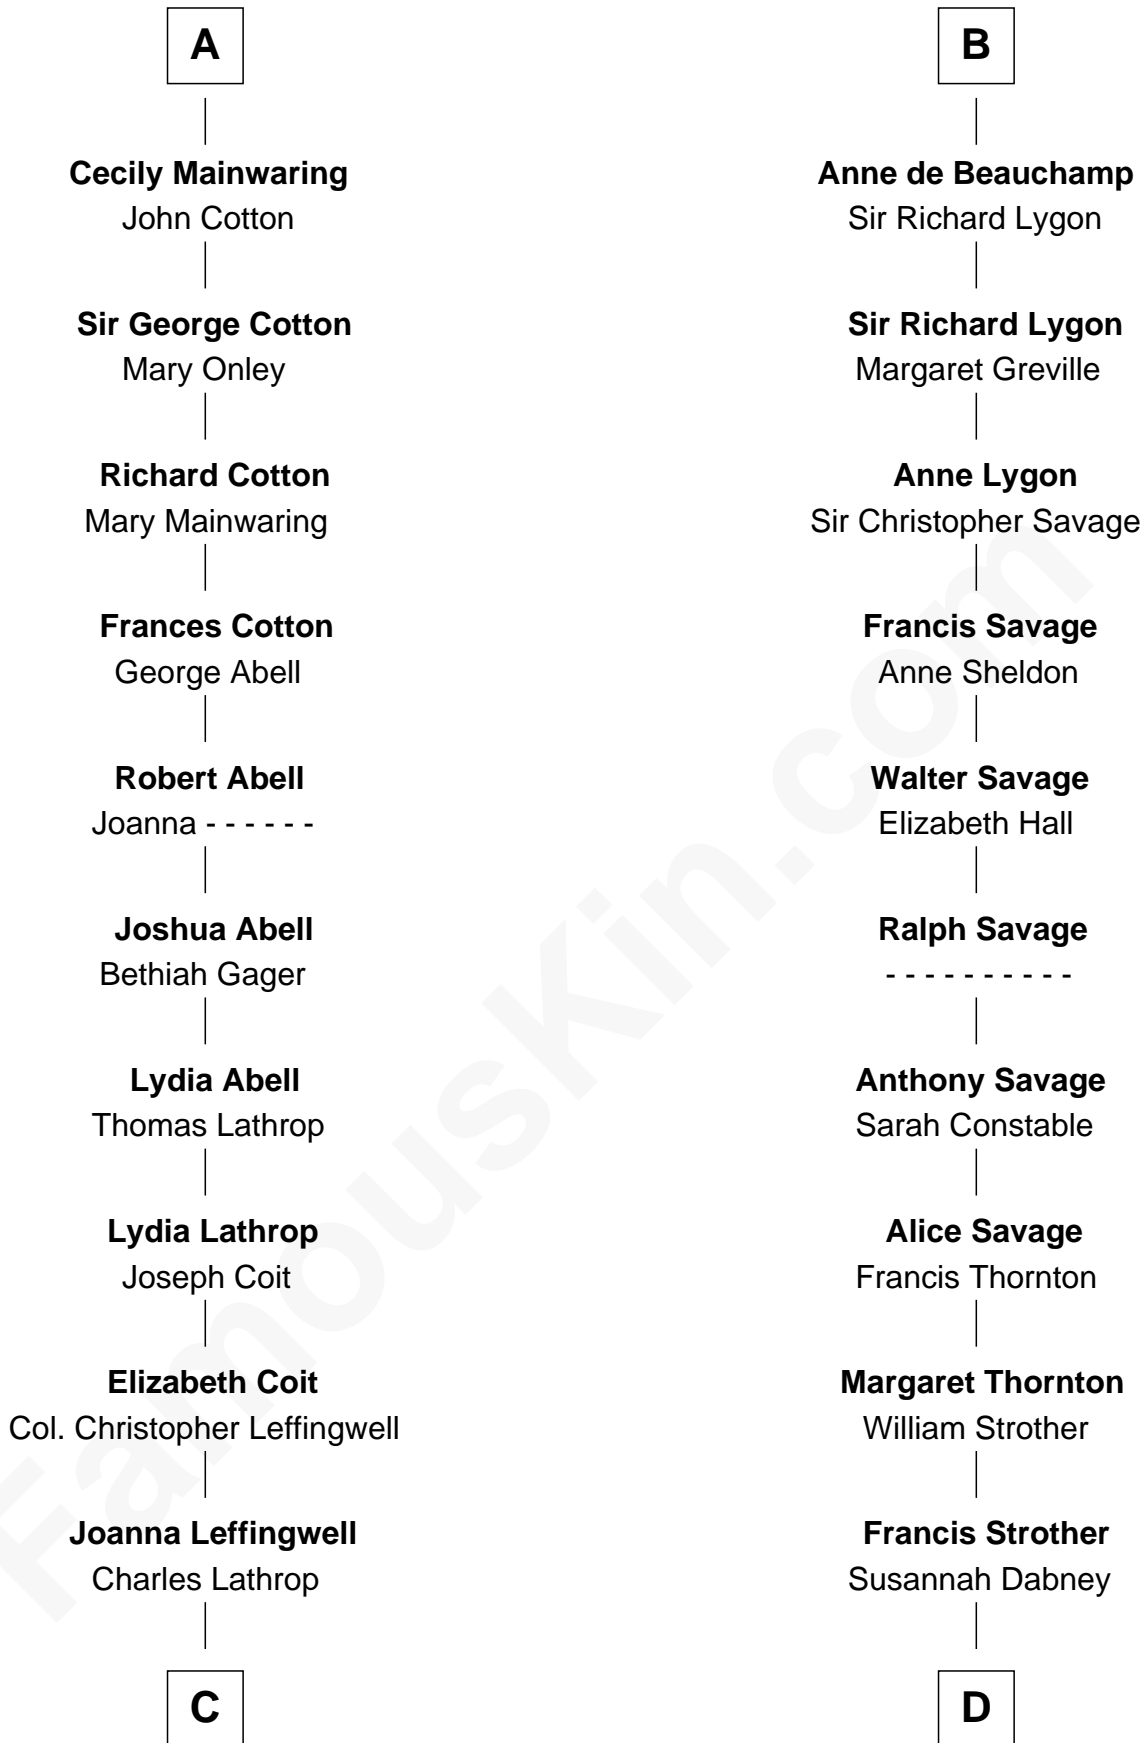 A
Cecily Mainwaring
John Cotton
Sir George Cotton
Mary Onley
Richard Cotton
Mary Mainwaring
Frances Cotton
George Abell
Robert Abell
Joanna - - - - - -
Joshua Abell
Bethiah Gager
Lydia Abell
Thomas Lathrop
Lydia Lathrop
Joseph Coit
Elizabeth Coit
Col. Christopher Leffingwell
Joanna Leffingwell
Charles Lathrop
C
B
Anne de Beauchamp
Sir Richard Lygon
Sir Richard Lygon
Margaret Greville
Anne Lygon
Sir Christopher Savage
Francis Savage
Anne Sheldon
Walter Savage
Elizabeth Hall
Ralph Savage
- - - - - - - - - -
Anthony Savage
Sarah Constable
Alice Savage
Francis Thornton
Margaret Thornton
William Strother
Francis Strother
Susannah Dabney
D
FamousKin.com